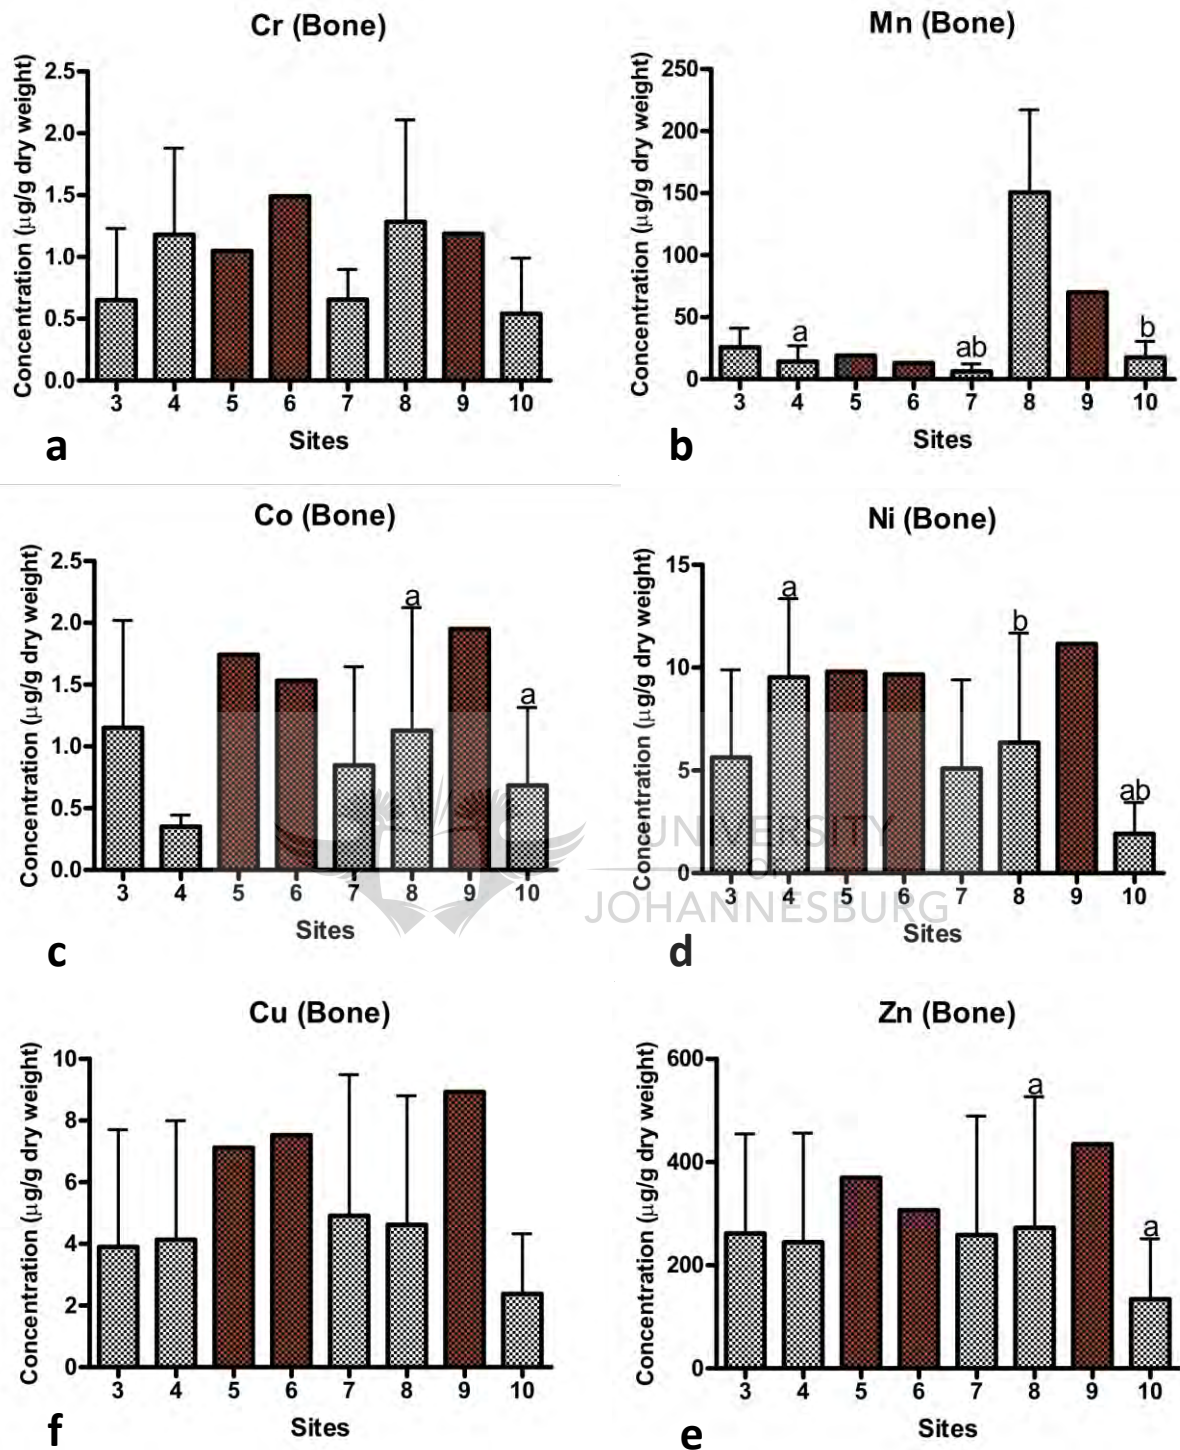 Cr (Bone)
Concentration (µg/g dry weight)
2.5
2.0
1.5
1.0
0.5
0.0
3 4 5 6 7 8 9 10
Sites
a
Mn (Bone)
Concentration (µg/g dry weight)
250
200
150
100
50
0
a
ab
b
3 4 5 6 7 8 9 10
Sites
b
Co (Bone)
Concentration (µg/g dry weight)
2.5
2.0
1.5
1.0
0.5
0.0
a
a
3 4 5 6 7 8 9 10
Sites
c
Ni (Bone)
Concentration (µg/g dry weight)
15
10
5
0
a
b
ab
3 4 5 6 7 8 9 10
Sites
d
UNIVERSITY
OF
JOHANNESBURG
Cu (Bone)
Concentration (µg/g dry weight)
10
8
6
4
2
0
3 4 5 6 7 8 9 10
Sites
f
Zn (Bone)
Concentration (µg/g dry weight)
600
400
200
0
a
a
3 4 5 6 7 8 9 10
Sites
e